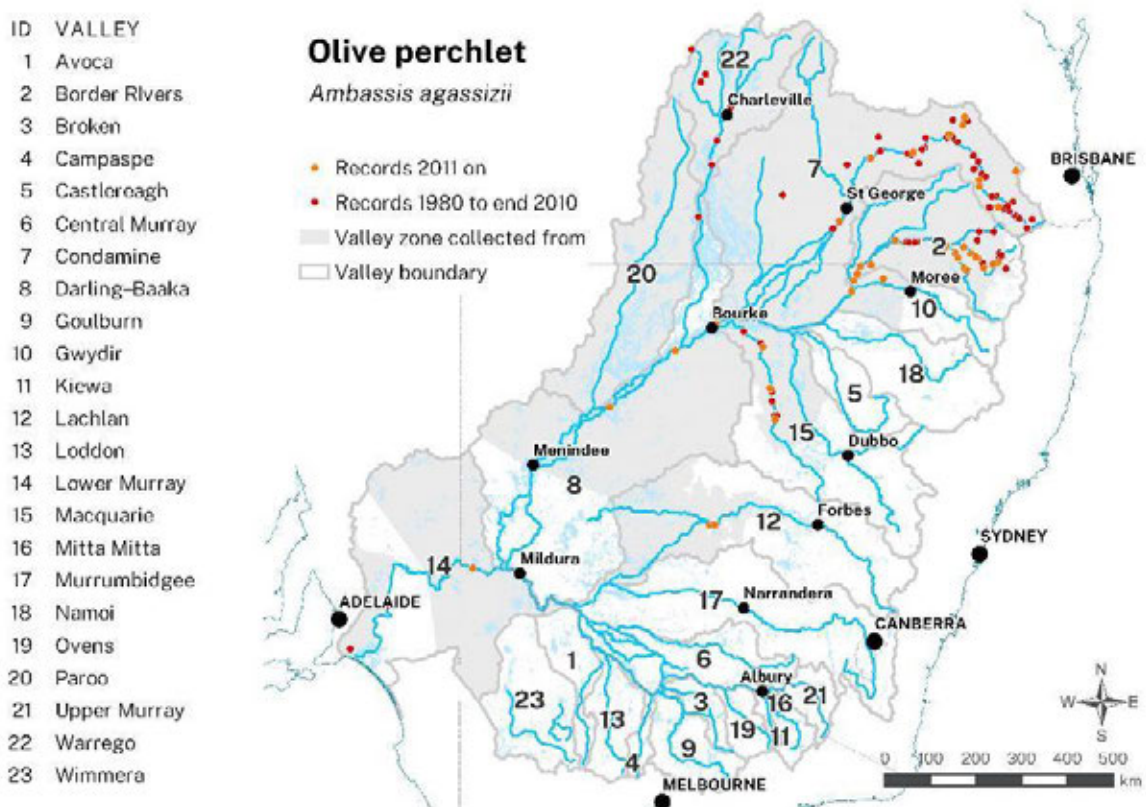 ID VALLEY
1 Avoca
2 Border Rivers
3 Broken
4 Campaspe
5 Castlereagh
6 Central Murray
7 Condamine
8 Darling–Baaka
9 Goulburn
10 Gwydir
11 Kiewa
12 Lachlan
13 Loddon
14 Lower Murray
15 Macquarie
16 Mitta Mitta
17 Murrumbidgee
18 Namoi
19 Ovens
20 Paroo
21 Upper Murray
22 Warrego
23 Wimmera
Olive perchlet
Ambassis agassizii
Records 2011 on
Records 1980 to end 2010
Valley zone collected from
Valley boundary
22
Charleville
BRISBANE
7
St George
2
20
Moree
10
Bourke
18
5
15
Dubbo
Menindee
8
12
Forbes
SYDNEY
14
Mildura
ADELAIDE
17
Narrandera
CANBERRA
1
6
Albury
23
3
16
21
13
19
11
9
4
MELBOURNE
N
W E
S
0 100 200 300 400 500
km